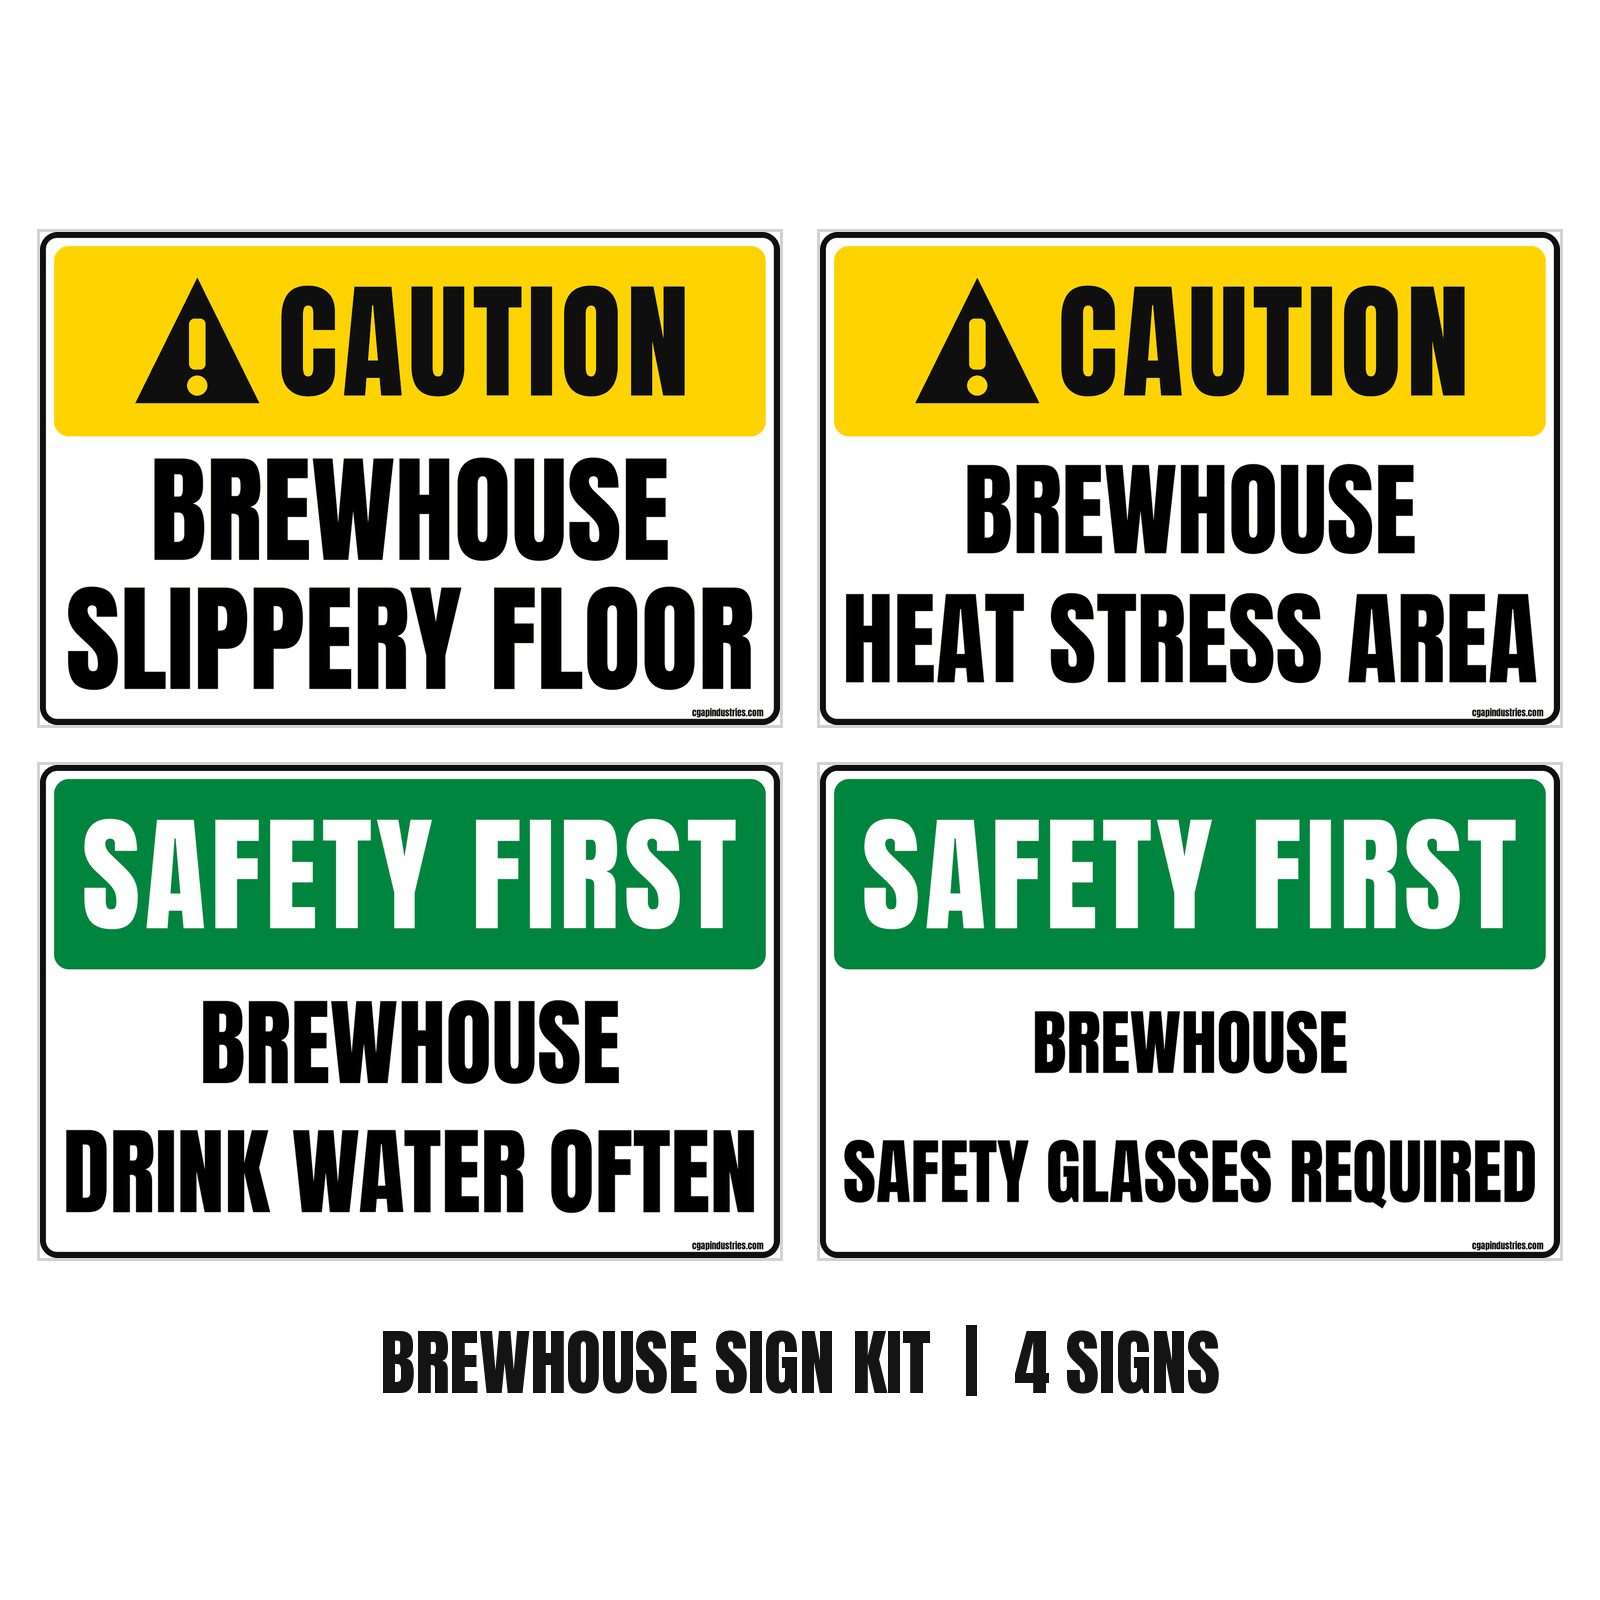 CAUTION
BREWHOUSE
SLIPPERY FLOOR
cgapindustries.com
CAUTION
BREWHOUSE
HEAT STRESS AREA
cgapindustries.com
SAFETY FIRST
BREWHOUSE
DRINK WATER OFTEN
cgapindustries.com
SAFETY FIRST
BREWHOUSE
SAFETY GLASSES REQUIRED
cgapindustries.com
BREWHOUSE SIGN KIT | 4 SIGNS